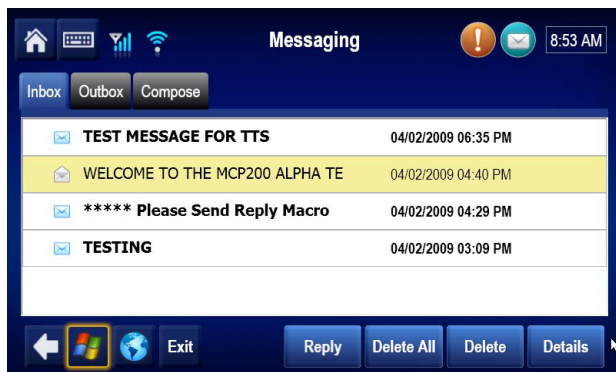 Messaging
8:53 AM
Inbox Outbox Compose
TEST MESSAGE FOR TTS 04/02/2009 06:35 PM
WELCOME TO THE MCP200 ALPHA TE 04/02/2009 04:40 PM
***** Please Send Reply Macro 04/02/2009 04:29 PM
TESTING 04/02/2009 03:09 PM
Exit Reply Delete All Delete Details